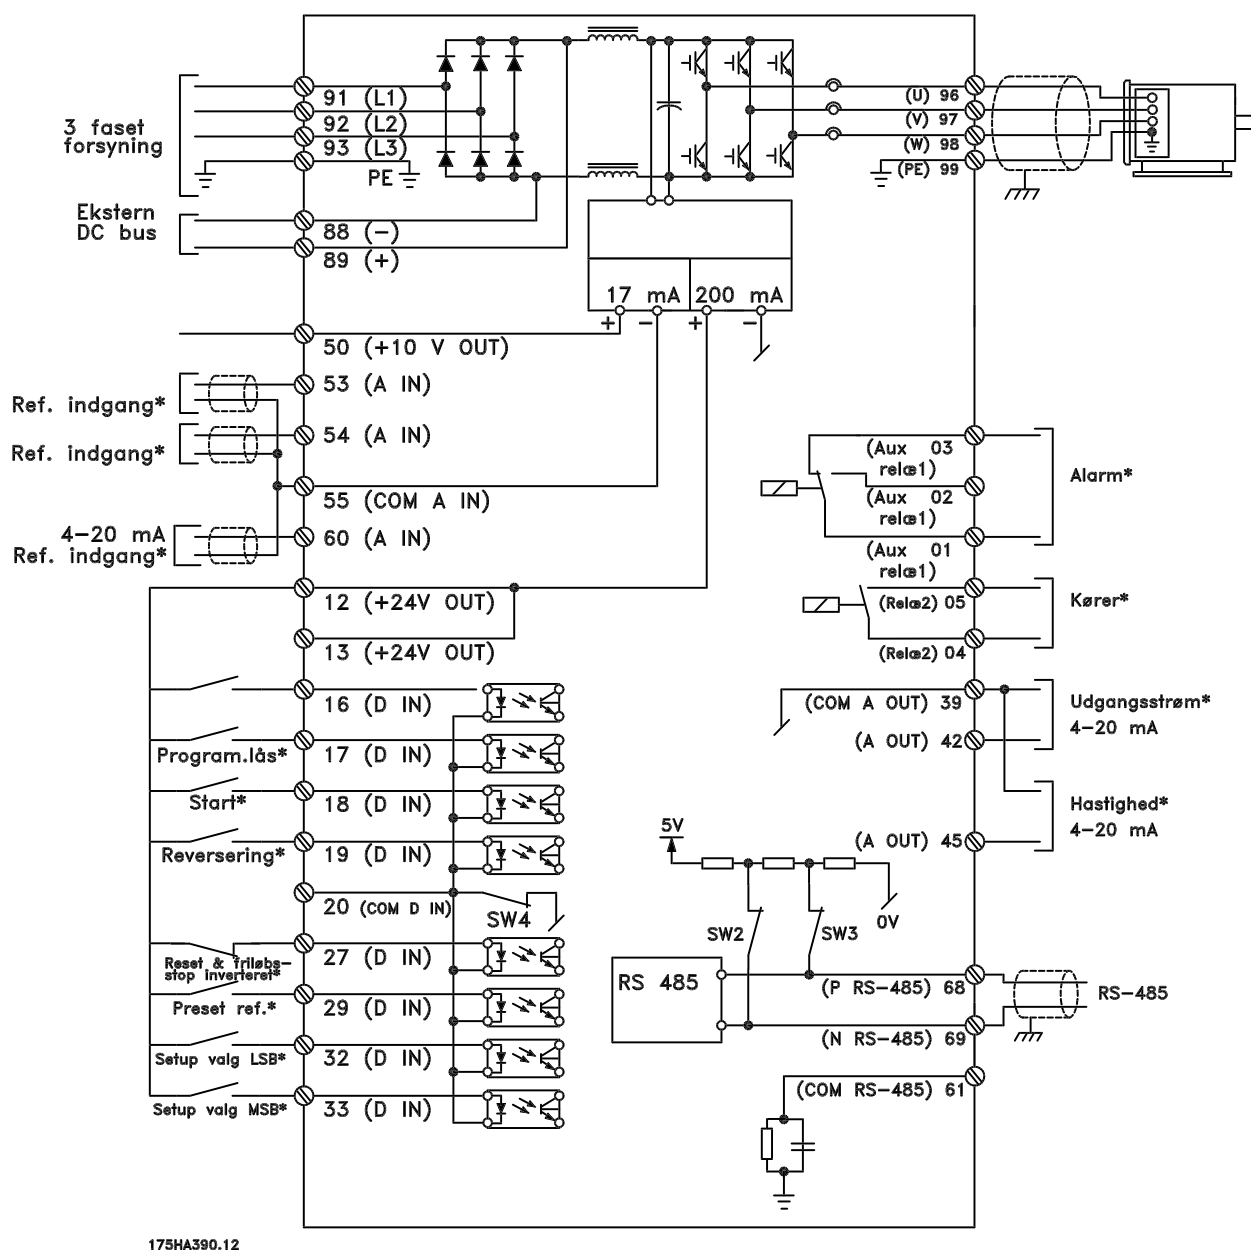 3 faset
forsyning
91 (L1)
92 (L2)
93 (L3)
PE
Ekstern
DC bus
88 (−)
89 (+)
(U) 96
(V) 97
(W) 98
(PE) 99
17 mA 200 mA
+ − + −
50 (+10 V OUT)
53 (A IN)
Ref. indgang*
54 (A IN)
Ref. indgang*
55 (COM A IN)
4−20 mA
Ref. indgang*
60 (A IN)
12 (+24V OUT)
13 (+24V OUT)
16 (D IN)
Program.lås*
17 (D IN)
Start*
18 (D IN)
Reversering*
19 (D IN)
20 (COM D IN)
SW4
Reset & friløbs−
stop inverteret*
27 (D IN)
Preset ref.*
29 (D IN)
Setup valg LSB*
32 (D IN)
Setup valg MSB*
33 (D IN)
(Aux 03
relæ1)
(Aux 02
relæ1)
(Aux 01
relæ1)
Alarm*
(Relæ2) 05
(Relæ2) 04
Kører*
(COM A OUT) 39
(A OUT) 42
Udgangsstrøm*
4−20 mA
Hastighed*
4−20 mA
(A OUT) 45
5V
0V
SW2
SW3
RS 485
(P RS−485) 68
RS−485
(N RS−485) 69
(COM RS−485) 61
175HA390.12